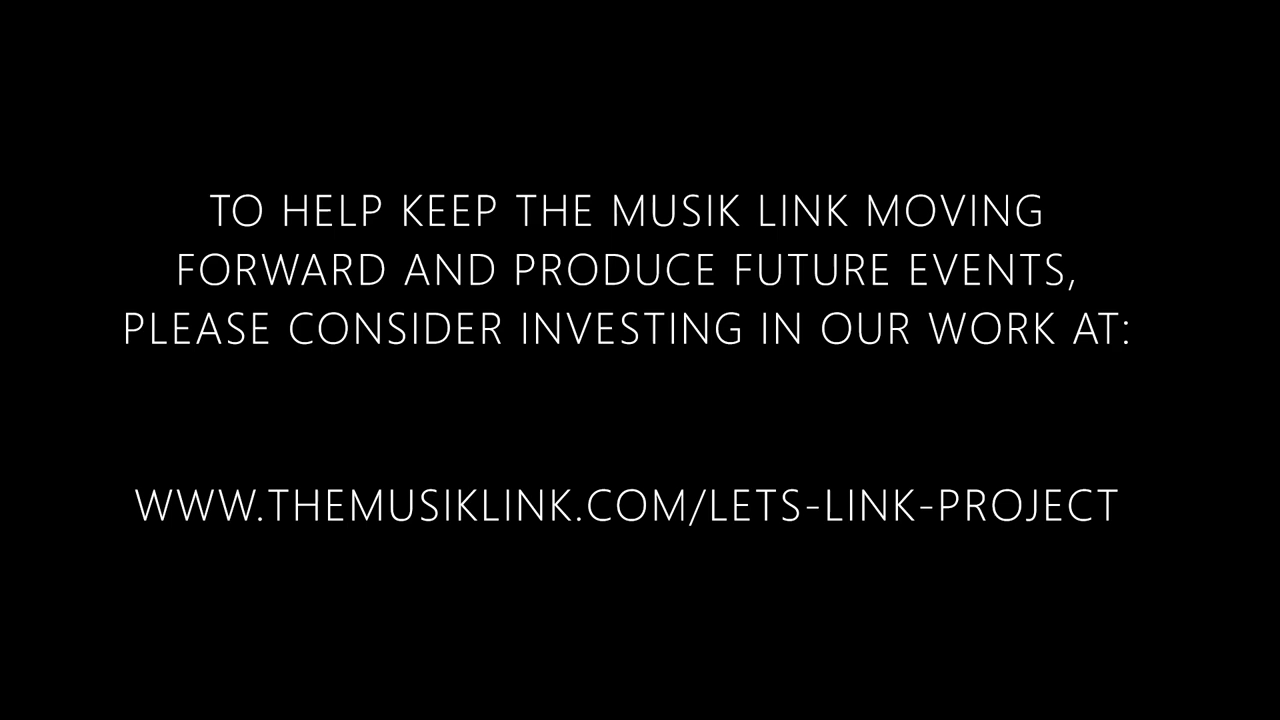 TO HELP KEEP THE MUSIK LINK MOVING
FORWARD AND PRODUCE FUTURE EVENTS,
PLEASE CONSIDER INVESTING IN OUR WORK AT:
WWW.THEMUSIKLINK.COM/LETS-LINK-PROJECT